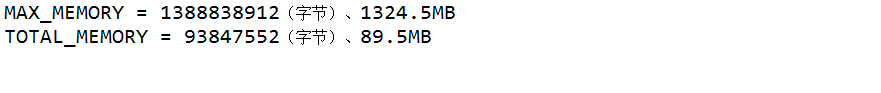 MAX_MEMORY = 1388838912（字节）、1324.5MB
TOTAL_MEMORY = 93847552（字节）、89.5MB